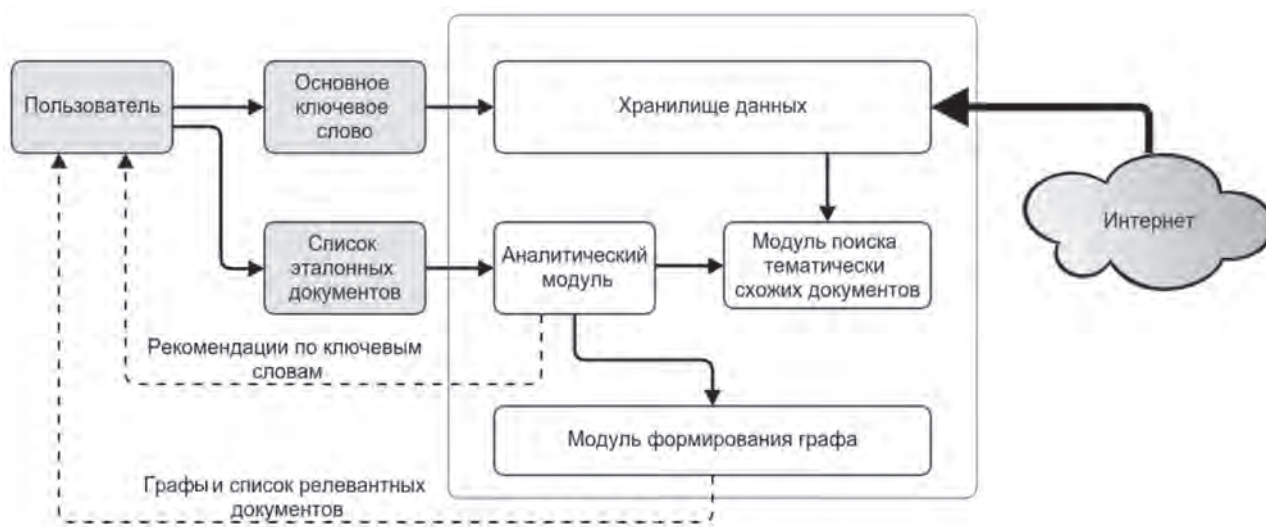 Пользователь
Основное
ключевое
слово
Хранилище данных
Интернет
Список
эталонных
документов
Аналитический
модуль
Модуль поиска
тематически
схожих документов
Рекомендации по ключевым
словам
Модуль формирования графа
Графы и список релевантных
документов